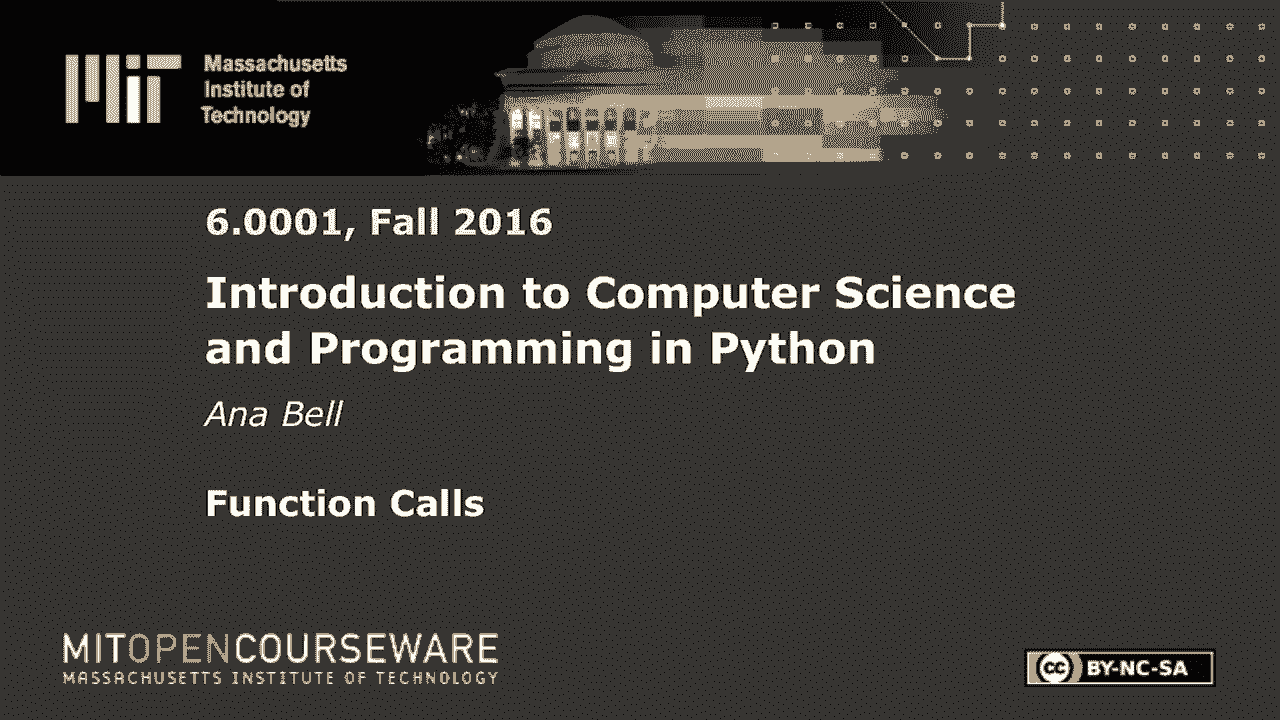 Massachusetts
Institute of
Technology
6.0001, Fall 2016
Introduction to Computer Science
and Programming in Python
Ana Bell
Function Calls
MITOPENCOURSEWARE
MASSACHUSETTS INSTITUTE OF TECHNOLOGY
cc BY-NC-SA